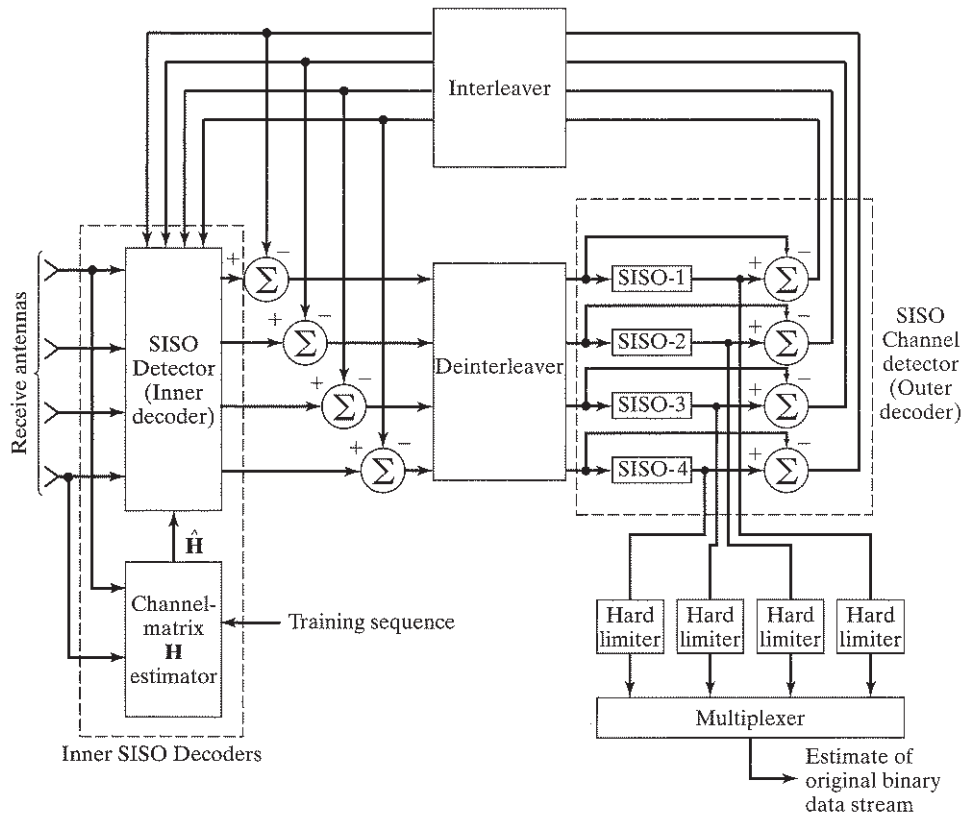 Interleaver
Receive antennas
SISO
Detector
(Inner
decoder)
+
−
Σ
+
−
Σ
+
−
Σ
+
−
Σ
Deinterleaver
SISO-1
+
−
Σ
SISO-2
+
−
Σ
SISO-3
+
−
Σ
SISO-4
+
−
Σ
SISO
Channel
detector
(Outer
decoder)
Ĥ
Channel-
matrix
H
estimator
Training sequence
Inner SISO Decoders
Hard
limiter
Hard
limiter
Hard
limiter
Hard
limiter
Multiplexer
Estimate of
original binary
data stream